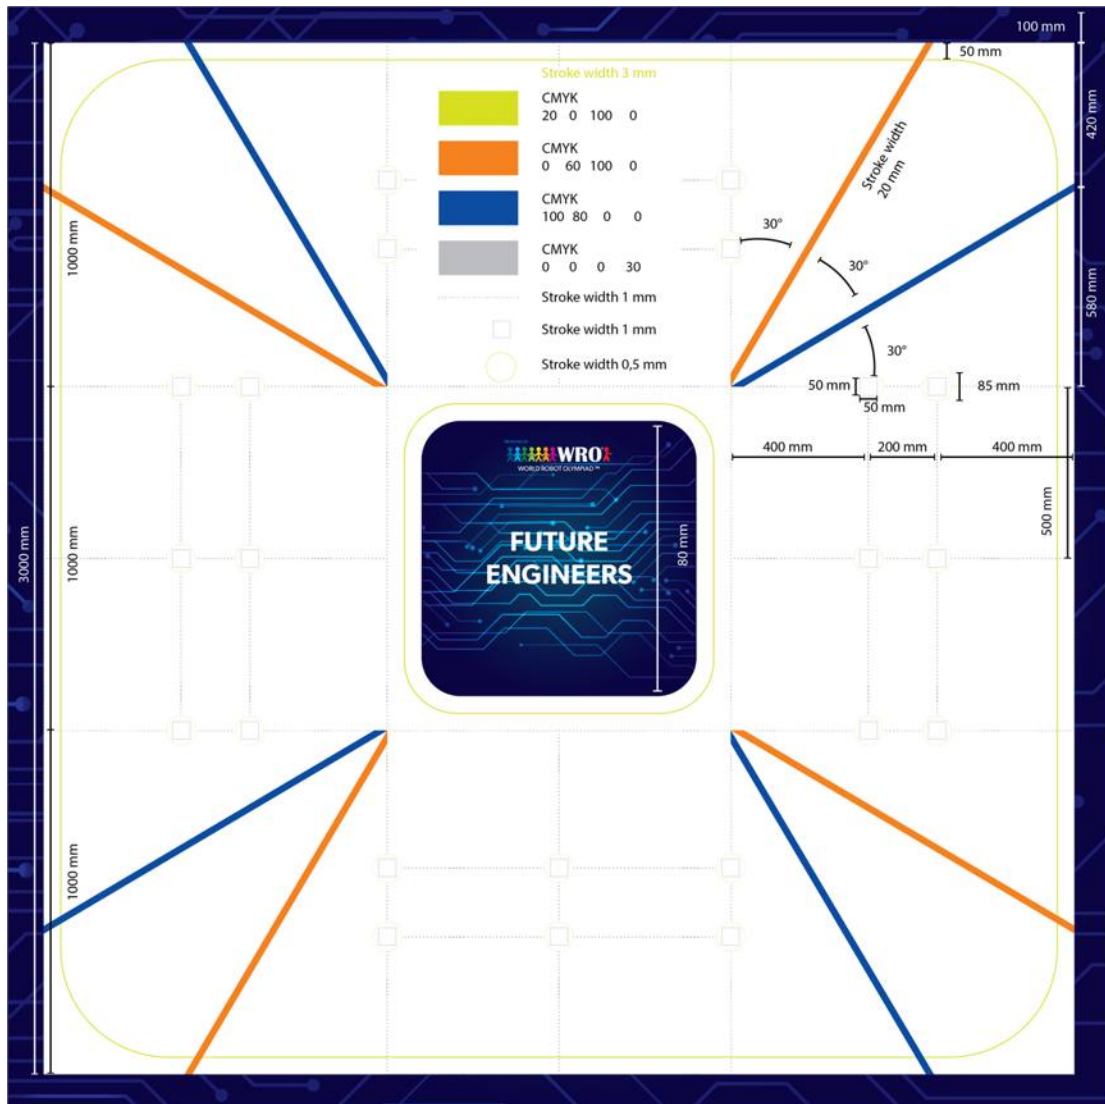 100 mm
50 mm
Stroke width 3 mm
CMYK
20 0 100 0
420 mm
CMYK
0 60 100 0
Stroke width
20 mm
CMYK
100 80 0 0
30°
1000 mm
CMYK
0 0 0 30
30°
580 mm
Stroke width 1 mm
Stroke width 1 mm
30°
Stroke width 0,5 mm
50 mm
85 mm
50 mm
400 mm
200 mm
400 mm
WRO
WORLD ROBOT OLYMPIAD™
500 mm
3000 mm
1000 mm
FUTURE
ENGINEERS
80 mm
1000 mm